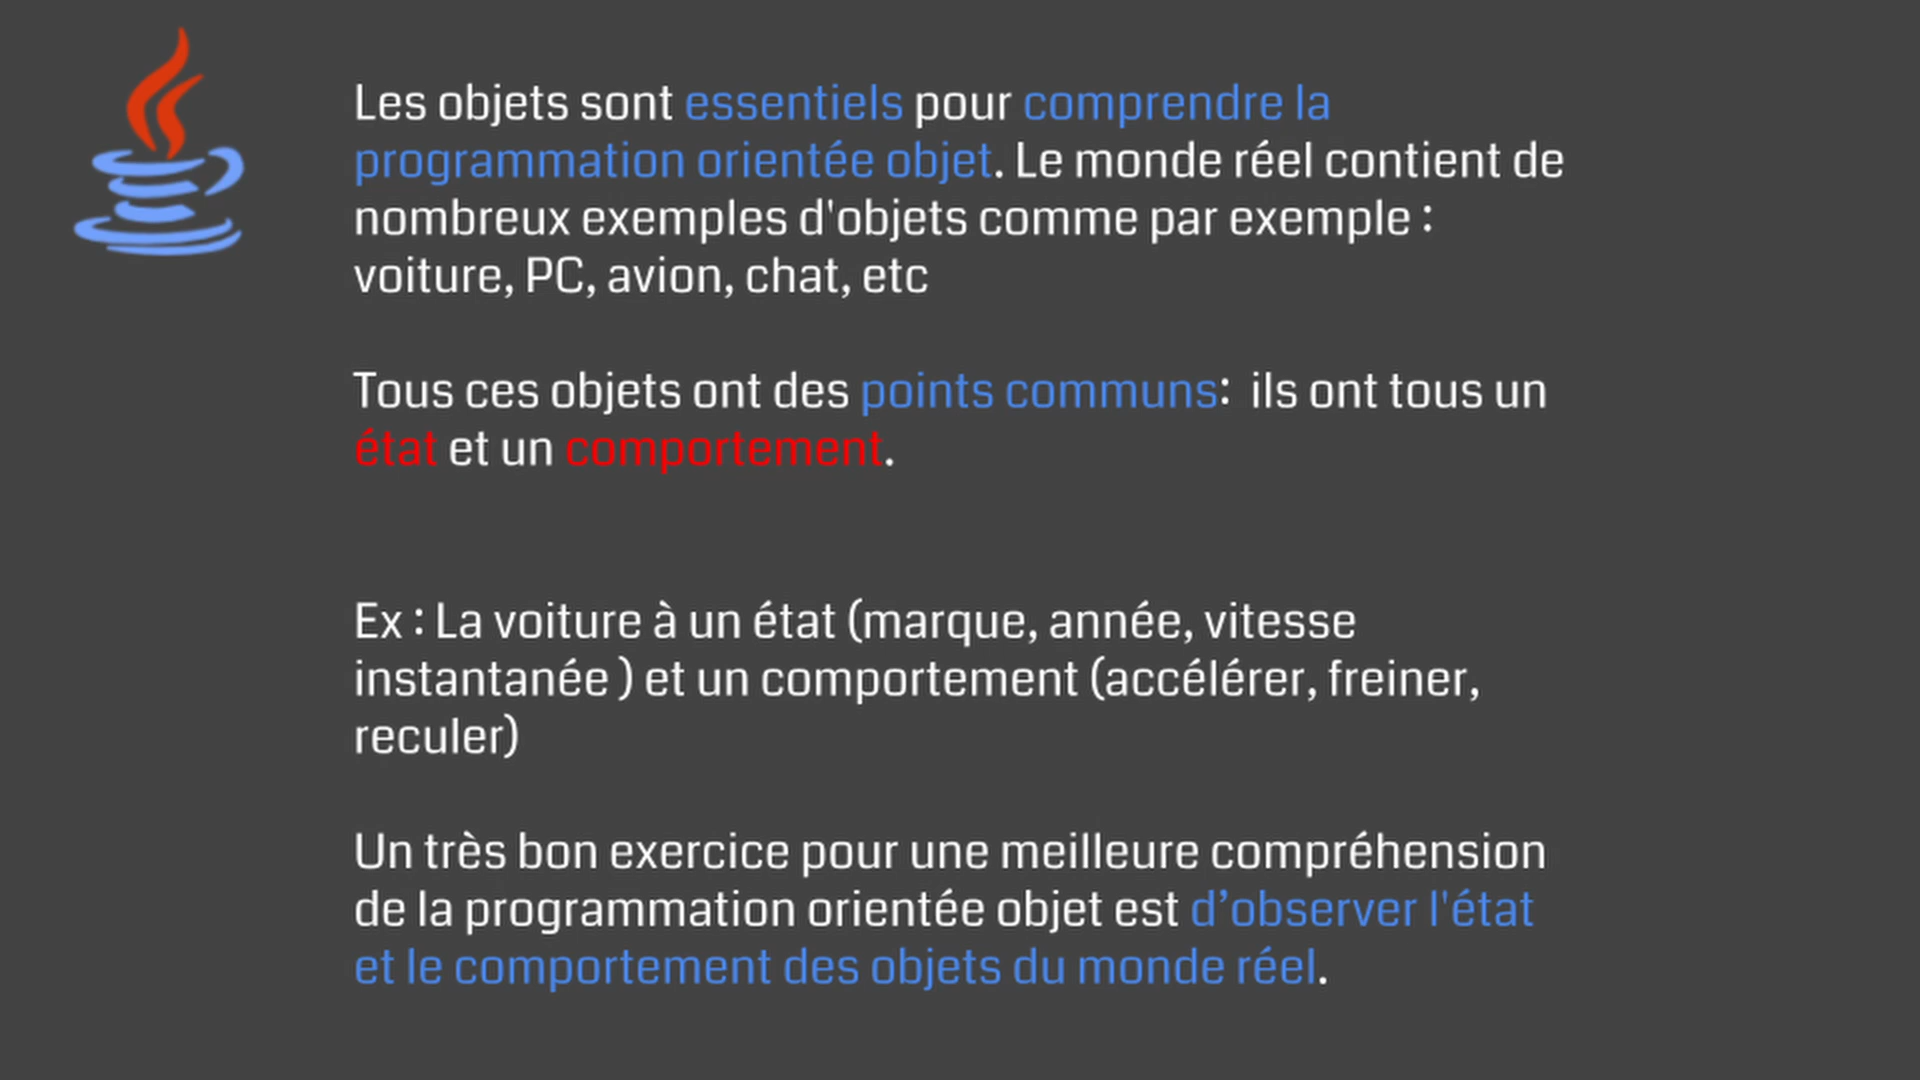 Les objets sont essentiels pour comprendre la
programmation orientée objet. Le monde réel contient de
nombreux exemples d'objets comme par exemple :
voiture, PC, avion, chat, etc
Tous ces objets ont des points communs:  ils ont tous un
état et un comportement.
Ex : La voiture à un état (marque, année, vitesse
instantanée ) et un comportement (accélérer, freiner,
reculer)
Un très bon exercice pour une meilleure compréhension
de la programmation orientée objet est d’observer l'état
et le comportement des objets du monde réel.